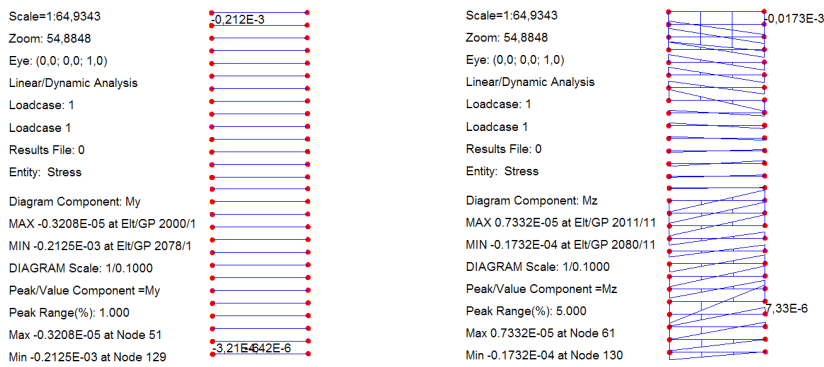 Scale=1:64,9343
Zoom: 54,8848
Eye: (0,0; 0,0; 1,0)
Linear/Dynamic Analysis
Loadcase: 1
Loadcase 1
Results File: 0
Entity: Stress
Diagram Component: My
MAX -0.3208E-05 at Elt/GP 2000/1
MIN -0.2125E-03 at Elt/GP 2078/1
DIAGRAM Scale: 1/0.1000
Peak/Value Component =My
Peak Range(%): 1.000
Max -0.3208E-05 at Node 51
Min -0.2125E-03 at Node 129
-0,212E-3
Scale=1:64,9343
Zoom: 54,8848
Eye: (0,0; 0,0; 1,0)
Linear/Dynamic Analysis
Loadcase: 1
Loadcase 1
Results File: 0
Entity: Stress
Diagram Component: Mz
MAX 0.7332E-05 at Elt/GP 2011/11
MIN -0.1732E-04 at Elt/GP 2080/11
DIAGRAM Scale: 1/0.1000
Peak/Value Component =Mz
Peak Range(%): 5.000
Max 0.7332E-05 at Node 61
Min -0.1732E-04 at Node 130
-0,0173E-3
7,33E-6